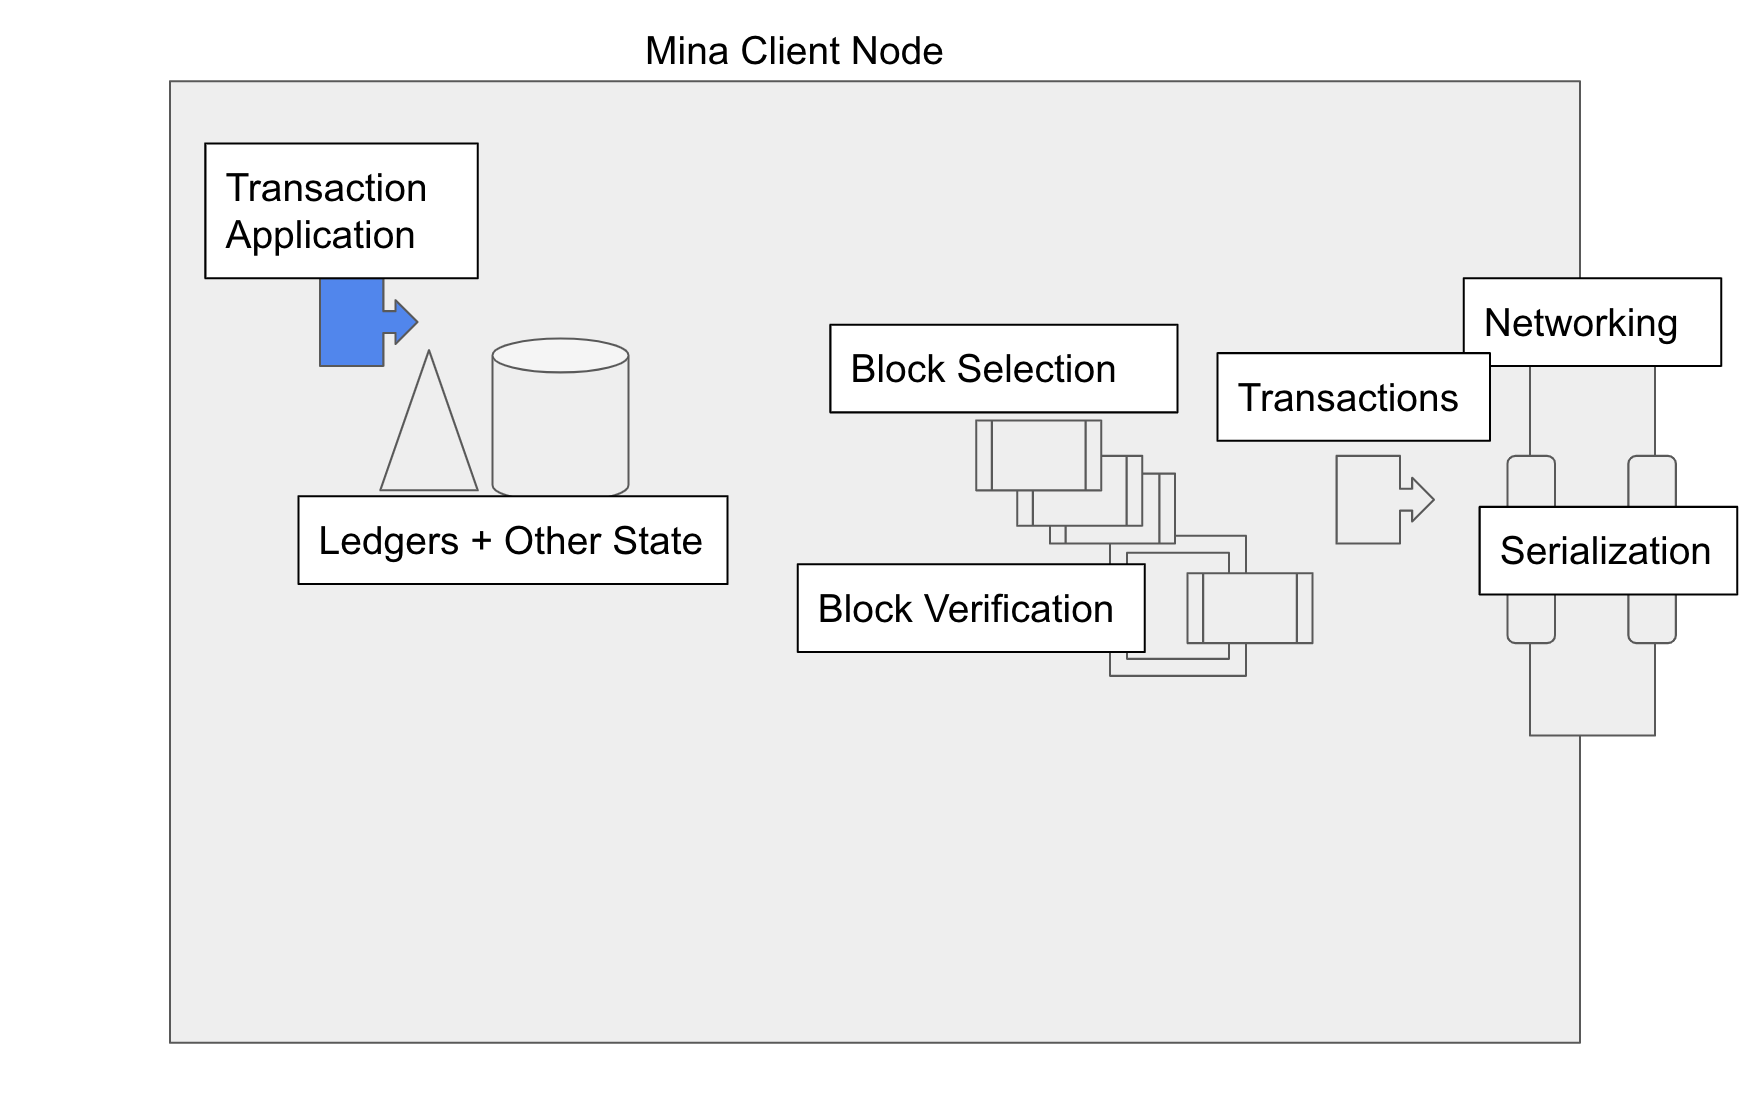 Mina Client Node
Transaction
Application
Networking
Block Selection
Transactions
Ledgers + Other State
Serialization
Block Verification